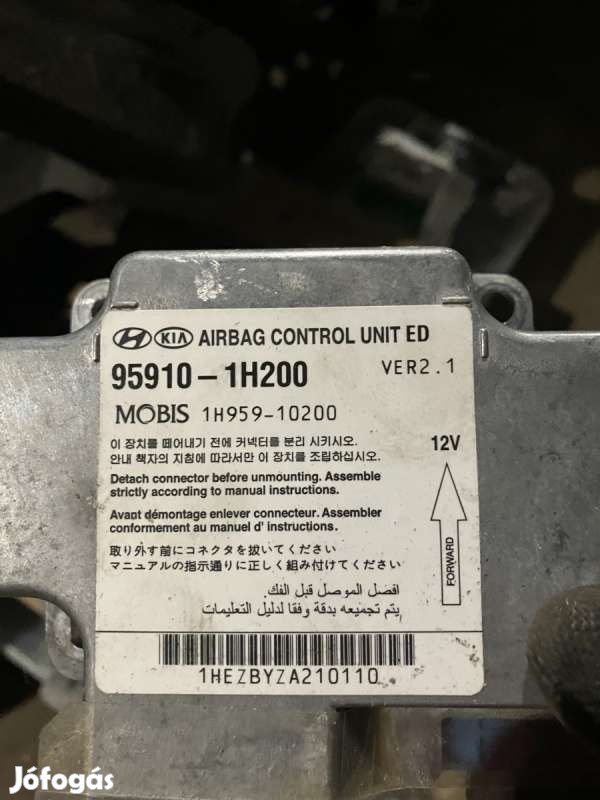 HYUNDAI KIA AIRBAG CONTROL UNIT ED
95910-1H200 VER2.1
MOBIS 1H959-10200
이 장치를 떼어내기 전에 커넥터를 분리 시키시오.
안내 책자의 지침에 따라서만 이 장치를 조립하십시오.
12V
Detach connector before unmounting. Assemble
strictly according to manual instructions.
Avant démontage enlever connecteur. Assembler
conformement au manuel d' instructions.
FORWARD
取り外す前にコネクタを抜いてください
マニュアルの指示通りに正しく組み付けてください
افصل الموصل قبل الفك.
يتم تجميعه بدقة وفقا لدليل التعليمات
1HEZBYZA210110
Jófogás